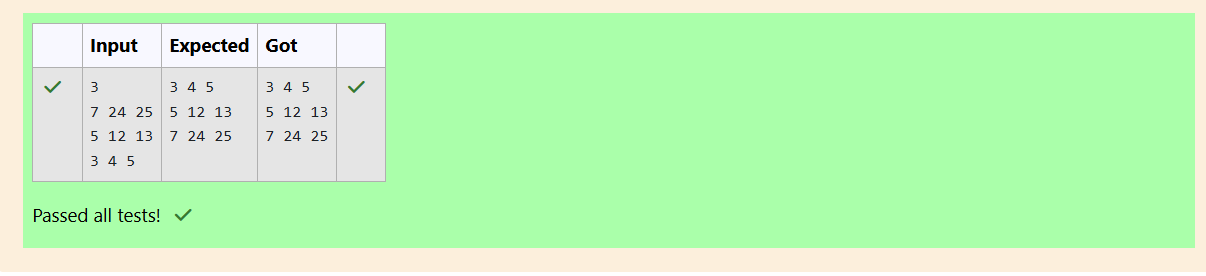 Input Expected Got
3 3 4 5 3 4 5
7 24 25 5 12 13 5 12 13
5 12 13 7 24 25 7 24 25
3 4 5
Passed all tests!